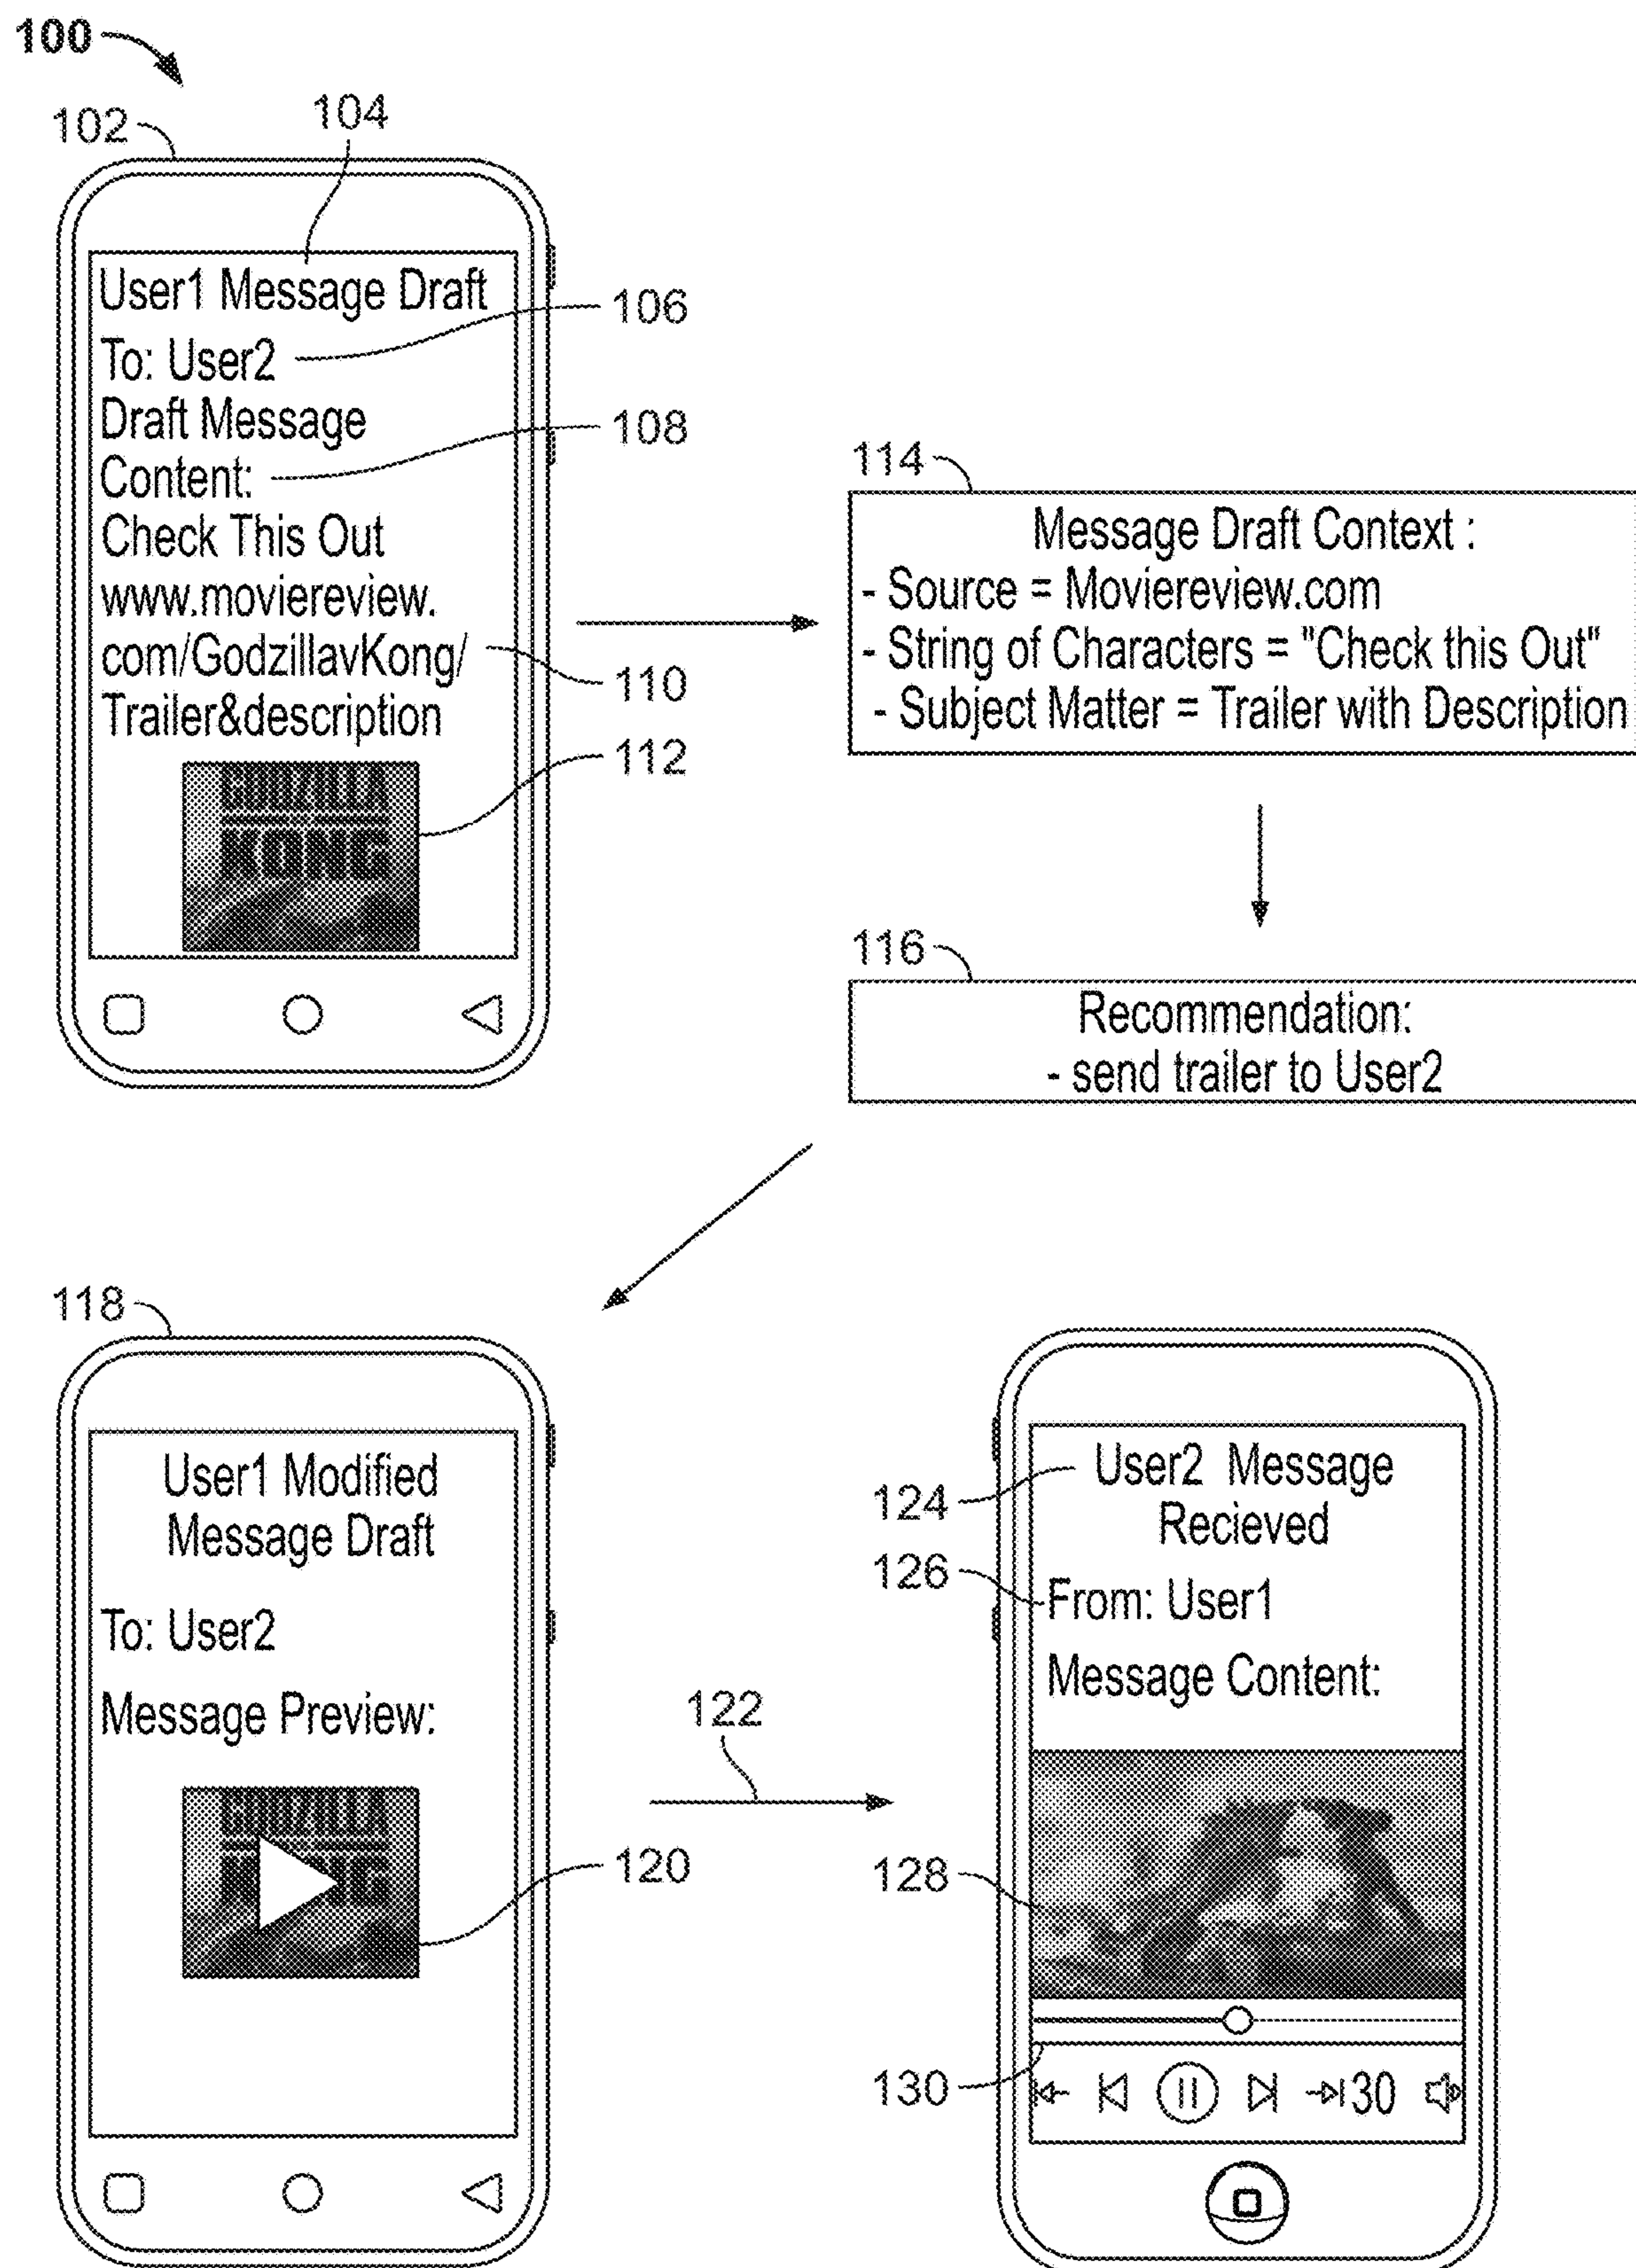 100
102
104
User1 Message Draft
106
To: User2
Draft Message
108
Content:
Check This Out
www.moviereview.
com/GodzillavKong/
110
Trailer&description
112
GODZILLA
KONG
114
Message Draft Context :
- Source = Moviereview.com
- String of Characters = "Check this Out"
- Subject Matter = Trailer with Description
116
Recommendation:
- send trailer to User2
118
User1 Modified
Message Draft
To: User2
Message Preview:
GODZILLA
120
122
124
User2 Message
Recieved
126
From: User1
Message Content:
128
130
30